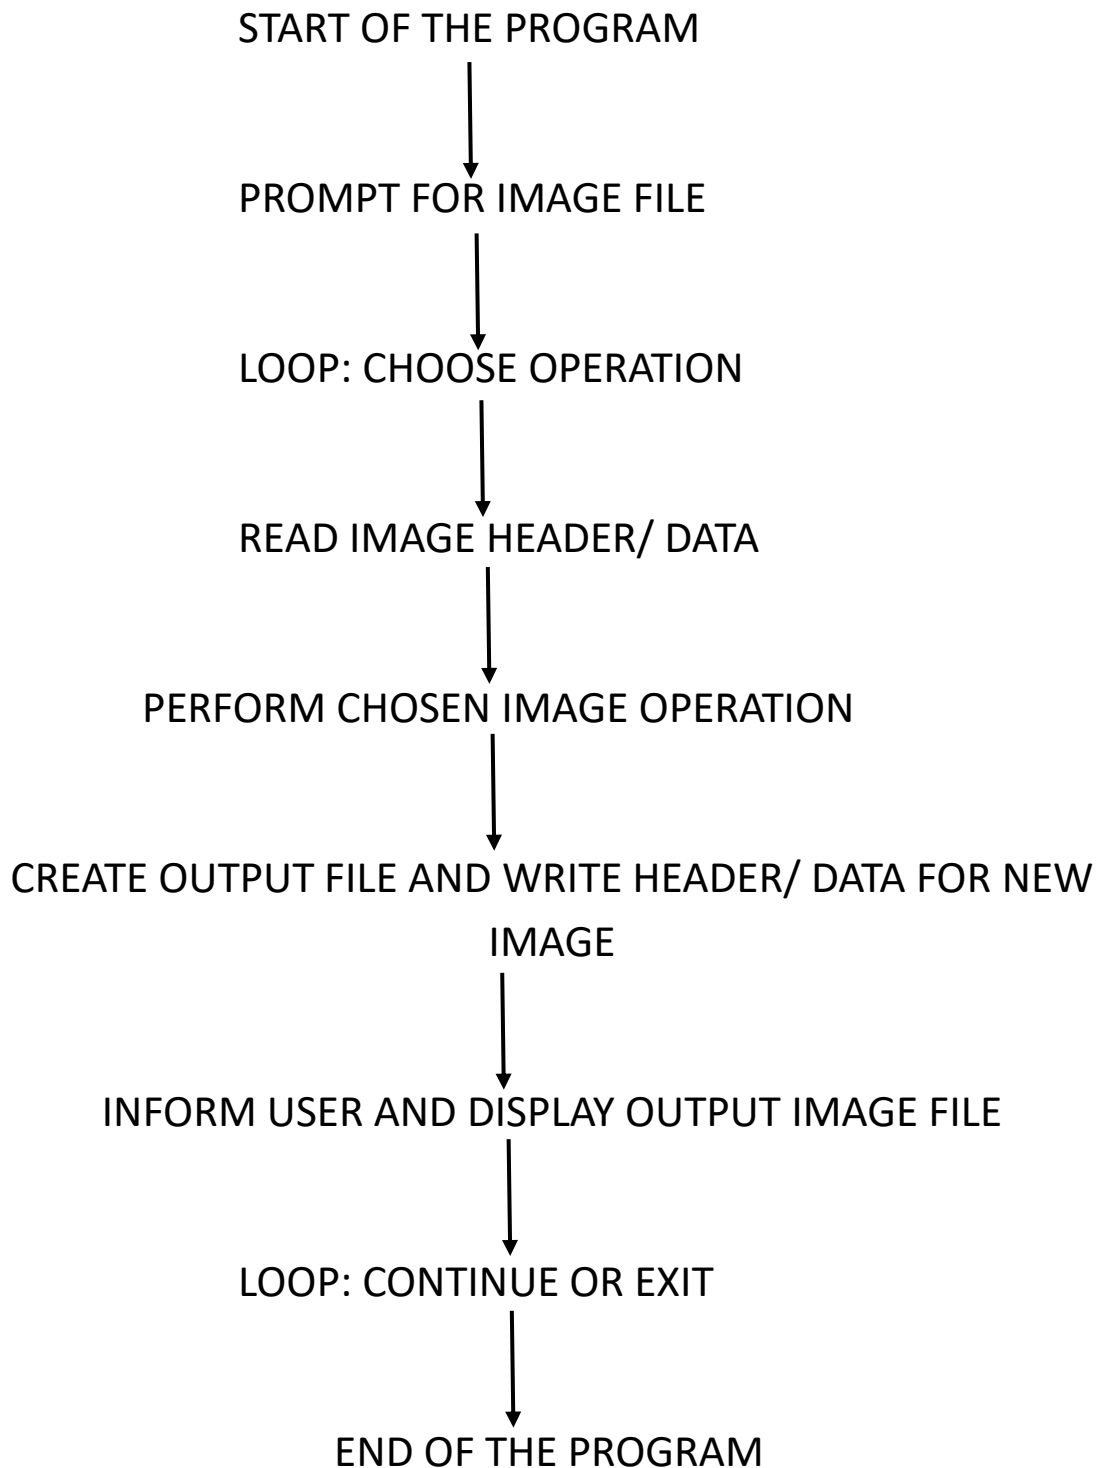 START OF THE PROGRAM
PROMPT FOR IMAGE FILE
LOOP: CHOOSE OPERATION
READ IMAGE HEADER/ DATA
PERFORM CHOSEN IMAGE OPERATION
CREATE OUTPUT FILE AND WRITE HEADER/ DATA FOR NEW
IMAGE
INFORM USER AND DISPLAY OUTPUT IMAGE FILE
LOOP: CONTINUE OR EXIT
END OF THE PROGRAM